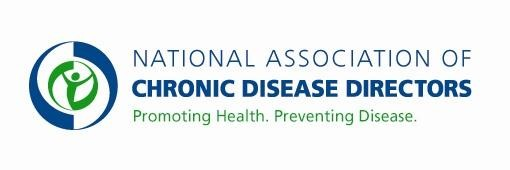 NATIONAL ASSOCIATION OF
CHRONIC DISEASE DIRECTORS
Promoting Health. Preventing Disease.